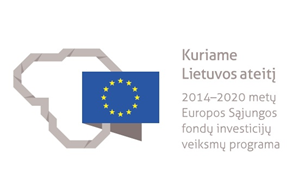 Kuriame
Lietuvos ateitį
2014–2020 metų
Europos Sąjungos
fondų investicijų
veiksmų programa